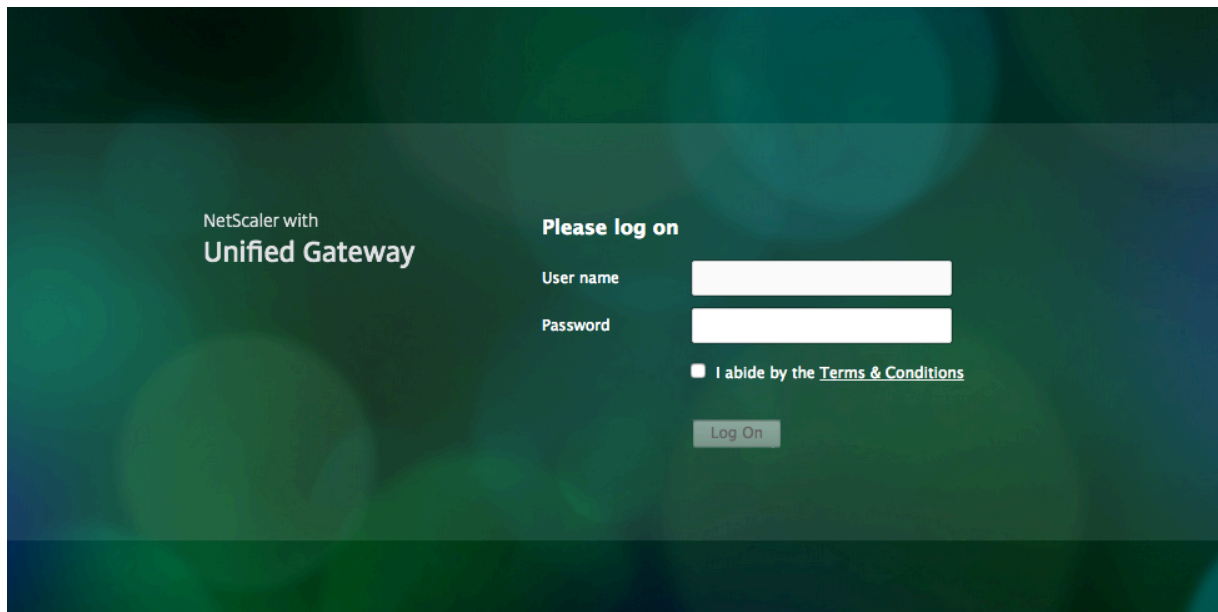 NetScaler with
Unified Gateway
Please log on
User name
Password
I abide by the Terms & Conditions
Log On